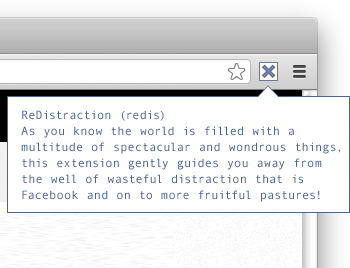 ReDistraction (redis)
As you know the world is filled with a
multitude of spectacular and wondrous things,
this extension gently guides you away from
the well of wasteful distraction that is
Facebook and on to more fruitful pastures!